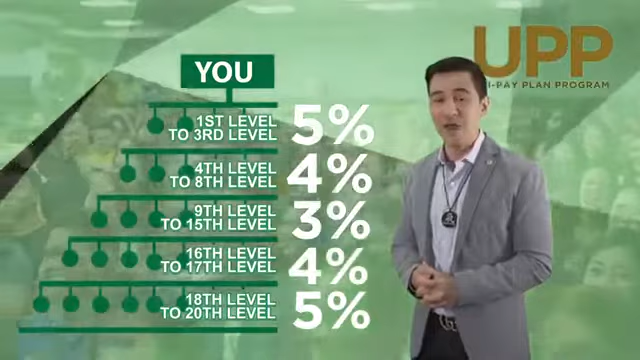 UPP
I-PAY PLAN PROGRAM
YOU
1ST LEVEL
TO 3RD LEVEL
5%
4TH LEVEL
TO 8TH LEVEL
4%
9TH LEVEL
TO 15TH LEVEL
3%
16TH LEVEL
TO 17TH LEVEL
4%
18TH LEVEL
TO 20TH LEVEL
5%